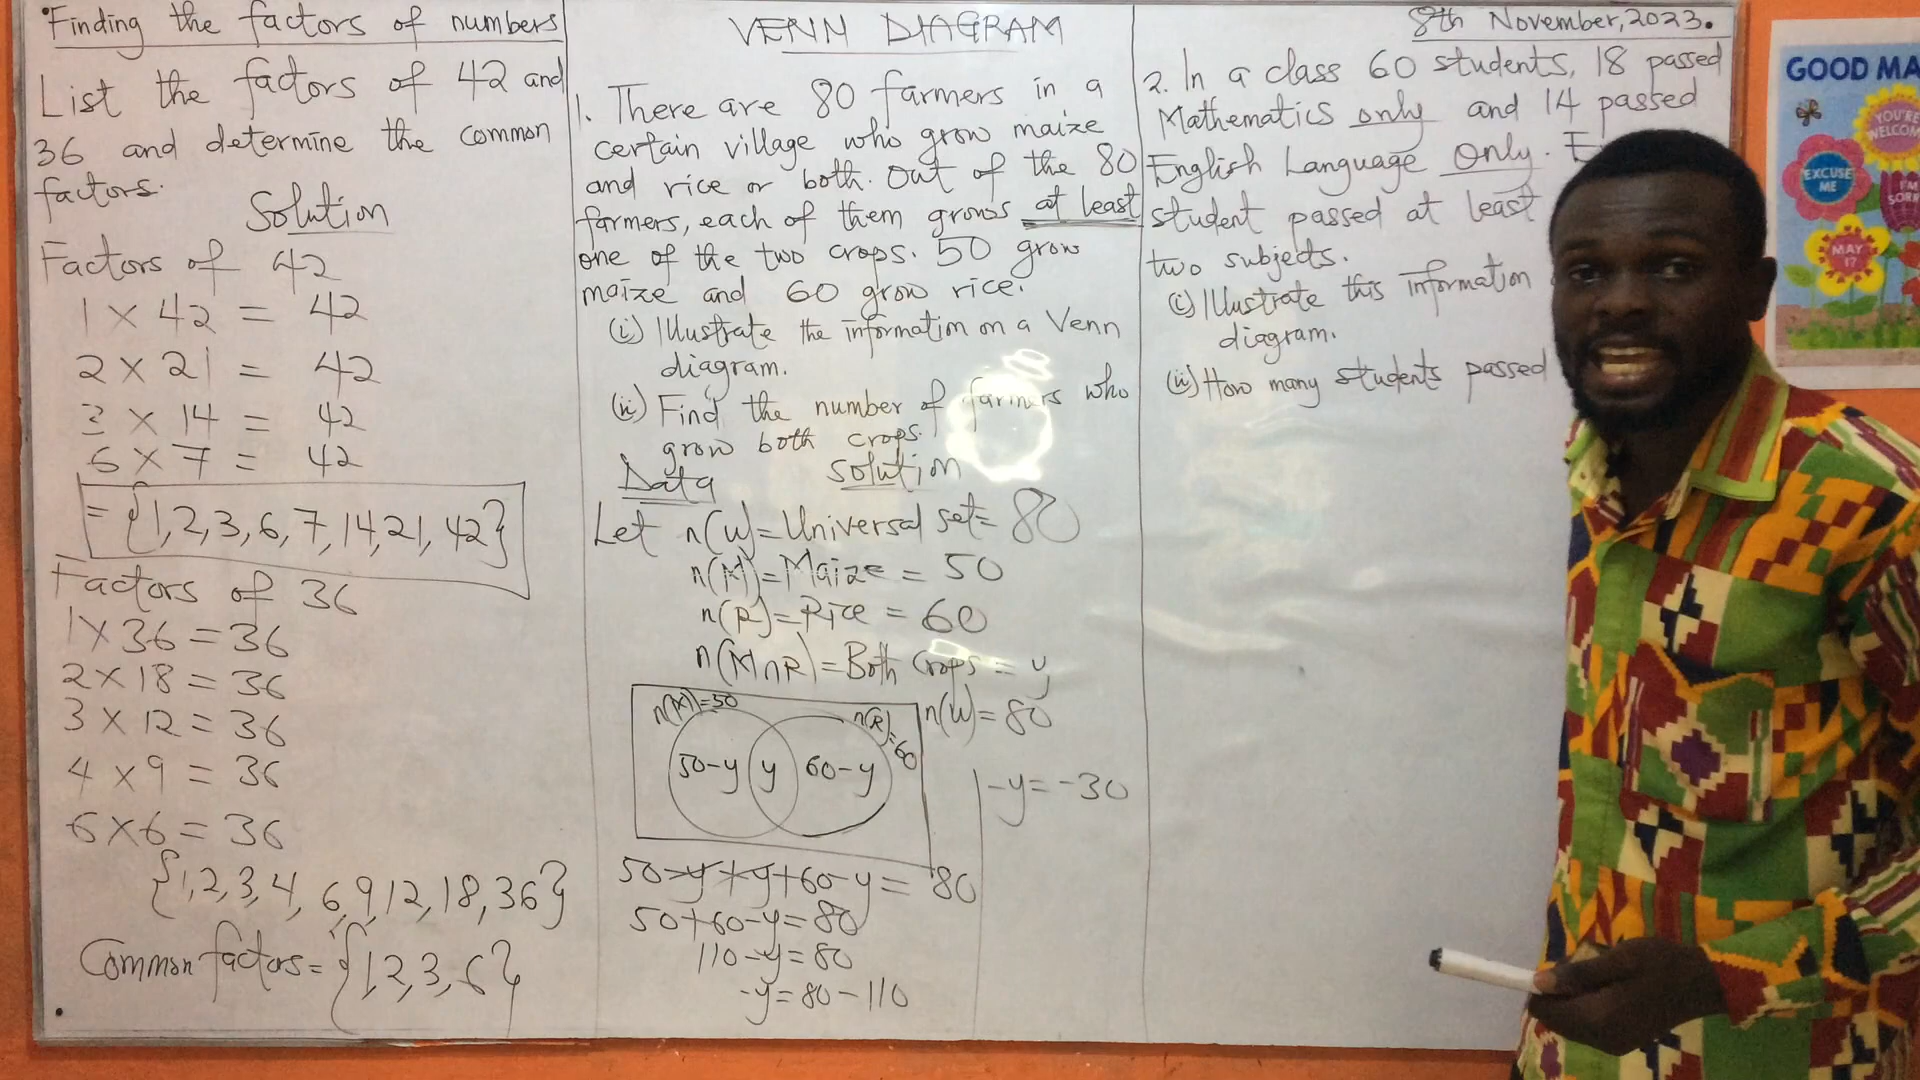 Finding the factors of numbers
List the factors of 42 and
36 and determine the common
factors.
Solution
Factors of 42
1 × 42 = 42
2 × 21 = 42
3 × 14 = 42
6 × 7 = 42
= {1,2,3,6,7,14,21,42}
Factors of 36
1 × 36 = 36
2 × 18 = 36
3 × 12 = 36
4 × 9 = 36
6 × 6 = 36
{1,2,3,4,6,9,12,18,36}
Common factors = {1,2,3,6}
VENN DIAGRAM
1. There are 80 farmers in a
certain village who grow maize
and rice or both. Out of the 80
farmers, each of them grows at least
one of the two crops. 50 grow
maize and 60 grow rice.
(i) Illustrate the information on a Venn
diagram.
(ii) Find the number of farmers who
grow both crops.
Data Solution
Let n(U)=Universal set= 80
n(M)=Maize = 50
n(R)=Rice = 60
n(M∩R)=Both Crops = y
n(M)=50
n(R)=60
n(U)=80
50-y y 60-y
50-y+y+60-y= 80
50+60-y=80
110-y=80
-y=80-110
-y=-30
8th November,2023.
2. In a class 60 students, 18 passed
Mathematics only and 14 passed
English Language Only.
student passed at least
two subjects.
(i) Illustrate this information
diagram.
(ii) How many students passed
GOOD MA
YOU'RE
WELCOM
EXCUSE
ME
I'M
SORR
MAY
I?